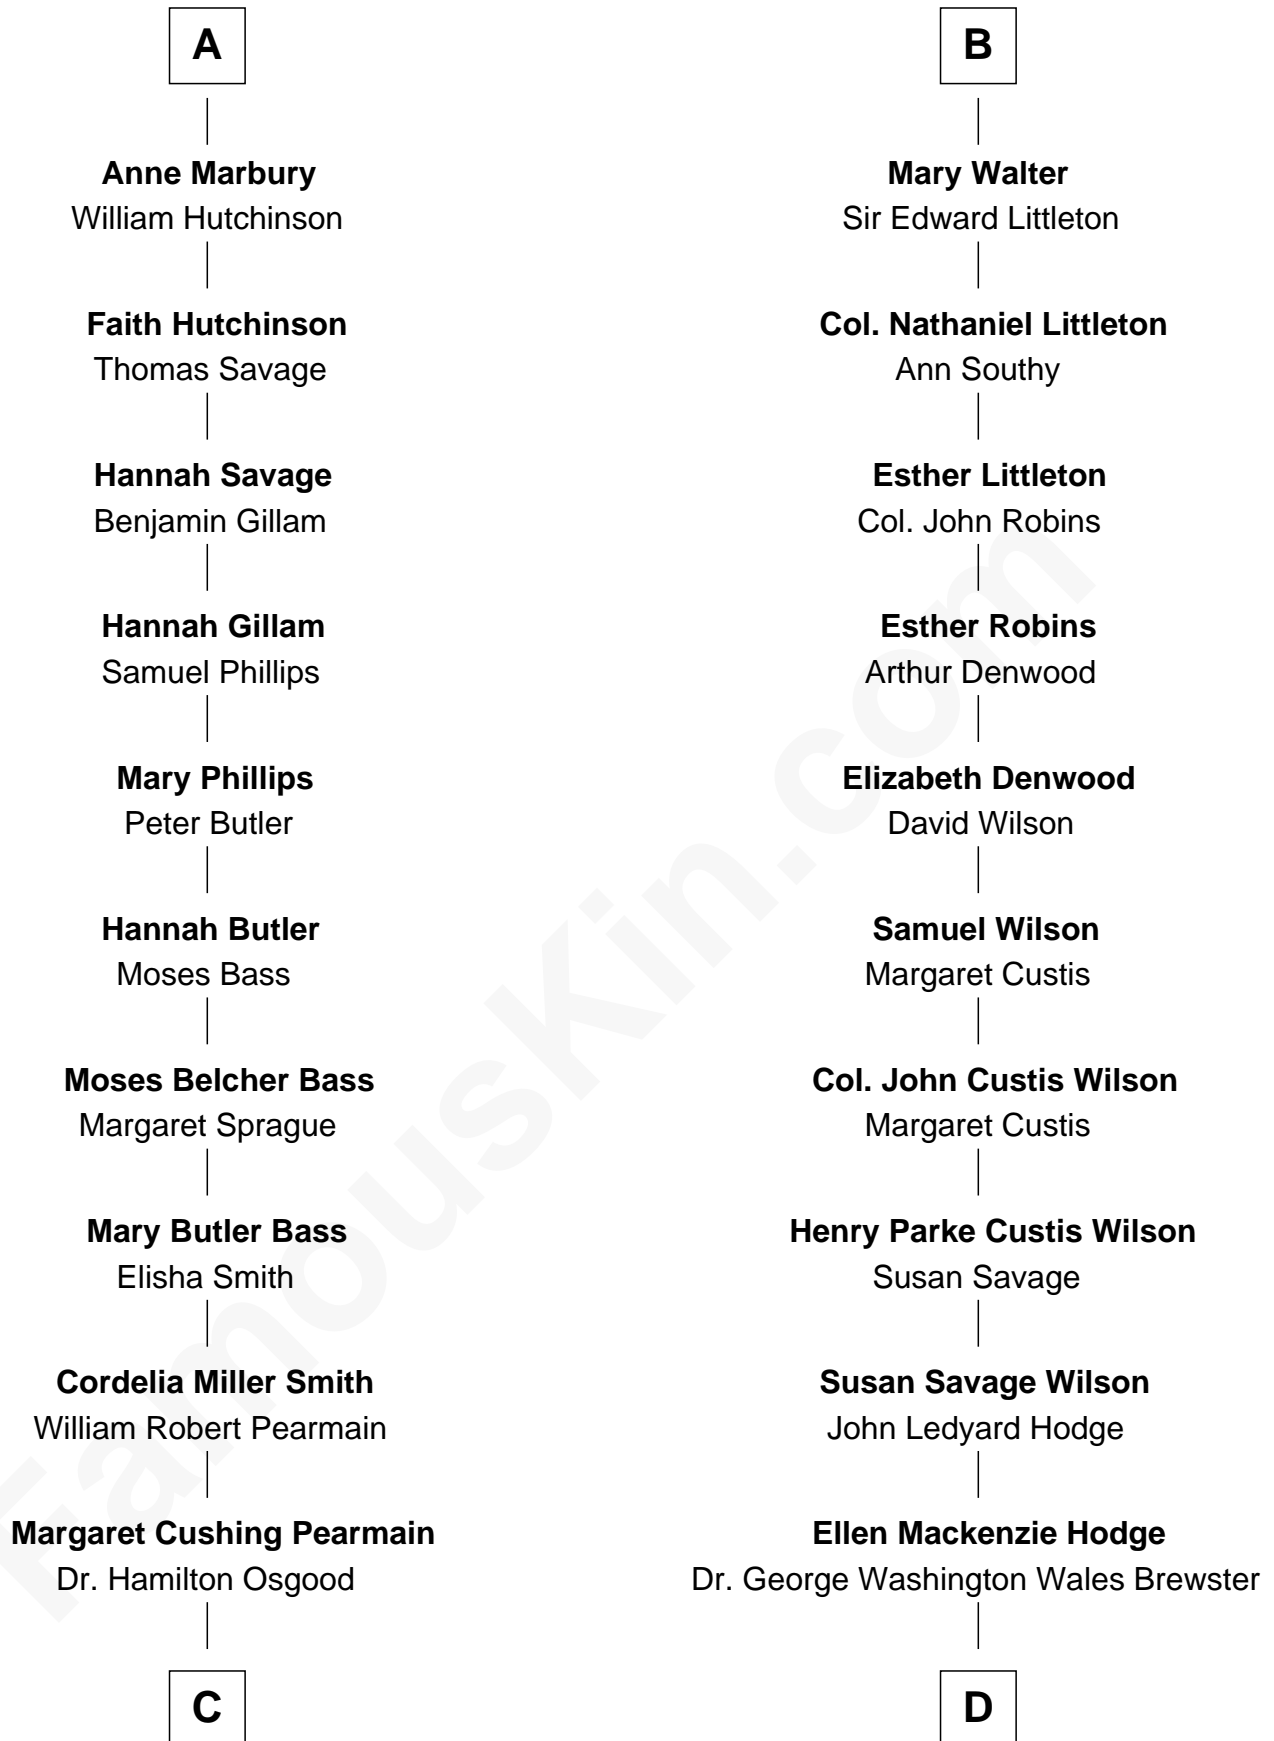 A
Anne Marbury
William Hutchinson
Faith Hutchinson
Thomas Savage
Hannah Savage
Benjamin Gillam
Hannah Gillam
Samuel Phillips
Mary Phillips
Peter Butler
Hannah Butler
Moses Bass
Moses Belcher Bass
Margaret Sprague
Mary Butler Bass
Elisha Smith
Cordelia Miller Smith
William Robert Pearmain
Margaret Cushing Pearmain
Dr. Hamilton Osgood
C
B
Mary Walter
Sir Edward Littleton
Col. Nathaniel Littleton
Ann Southy
Esther Littleton
Col. John Robins
Esther Robins
Arthur Denwood
Elizabeth Denwood
David Wilson
Samuel Wilson
Margaret Custis
Col. John Custis Wilson
Margaret Custis
Henry Parke Custis Wilson
Susan Savage
Susan Savage Wilson
John Ledyard Hodge
Ellen Mackenzie Hodge
Dr. George Washington Wales Brewster
D
FamousKin.com